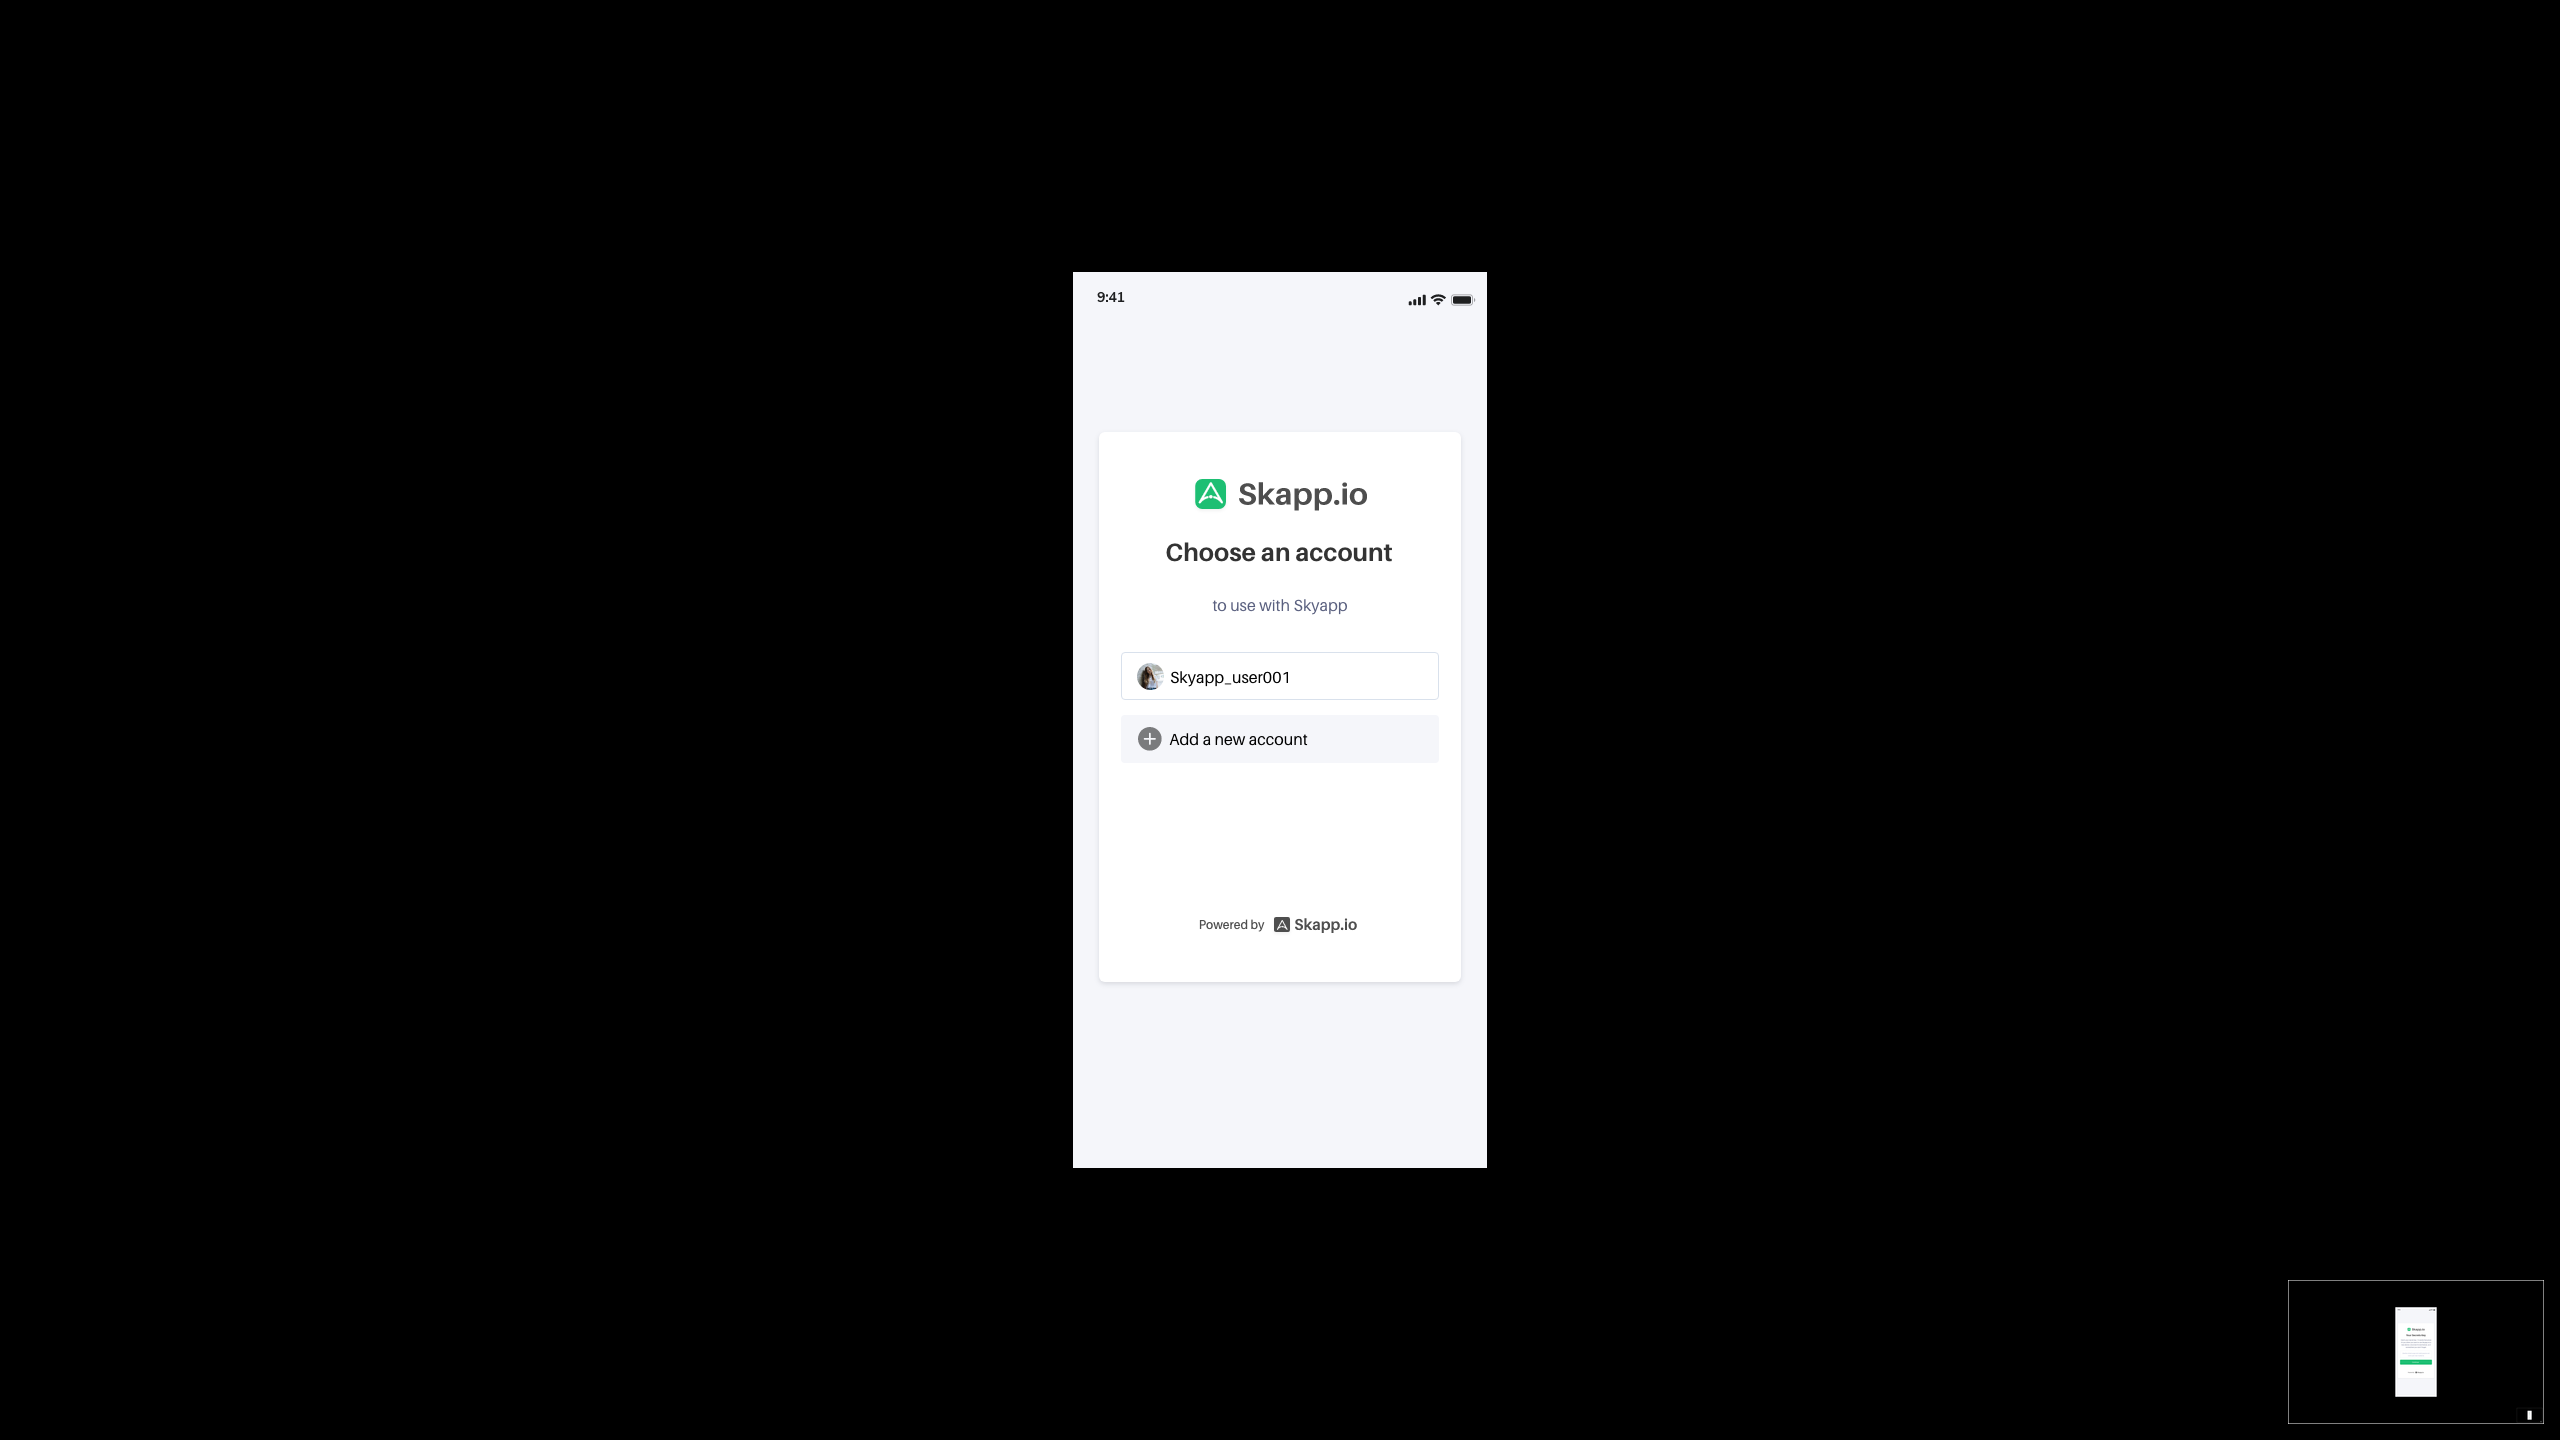 9:41
Skapp.io
Choose an account
to use with Skyapp
Skyapp_user001
Add a new account
Powered by Skapp.io